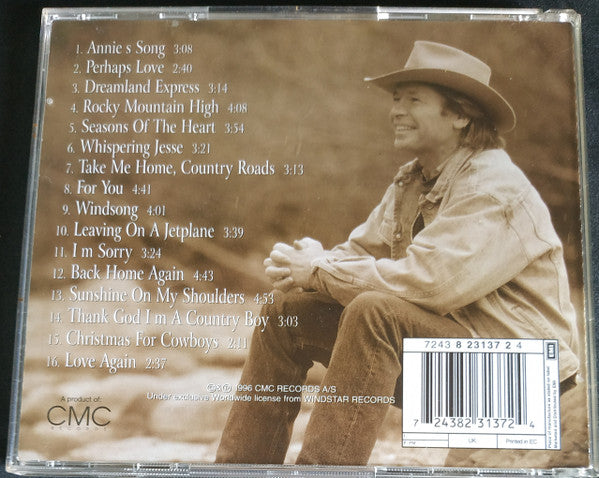 1. Annie s Song 3:08
2. Perhaps Love 2:40
3. Dreamland Express 3:14
4. Rocky Mountain High 4:08
5. Seasons Of The Heart 3:54
6. Whispering Jesse 3:21
7. Take Me Home, Country Roads 3:13
8. For You 4:41
9. Windsong 4:01
10. Leaving On A Jetplane 3:39
11. I m Sorry 3:24
12. Back Home Again 4:43
13. Sunshine On My Shoulders 4:53
14. Thank God I m A Country Boy 3:03
15. Christmas For Cowboys 2:11
16. Love Again 2:37
A product of:
CMC
RECORDS
©&℗ 1996 CMC RECORDS A/S
Under exclusive Worldwide license from WINDSTAR RECORDS
7243 8 23137 2 4
7 24382 31372 4
EMI
UK:
Printed in EC